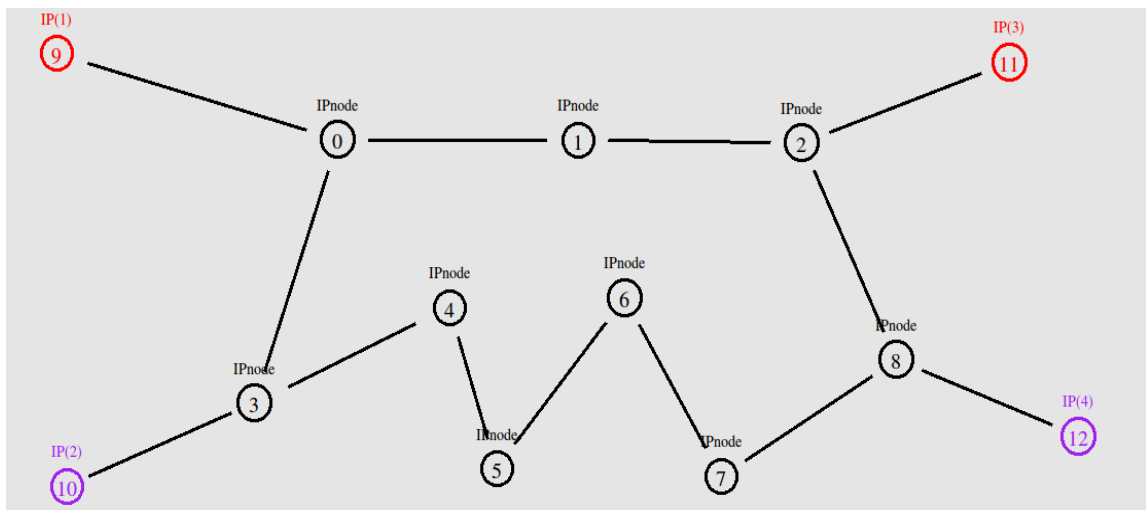 IP(1)
9
IP(3)
11
IPnode
0
IPnode
1
IPnode
2
IPnode
4
IPnode
6
IPnode
8
IPnode
3
IP(4)
12
IPnode
5
IPnode
7
IP(2)
10